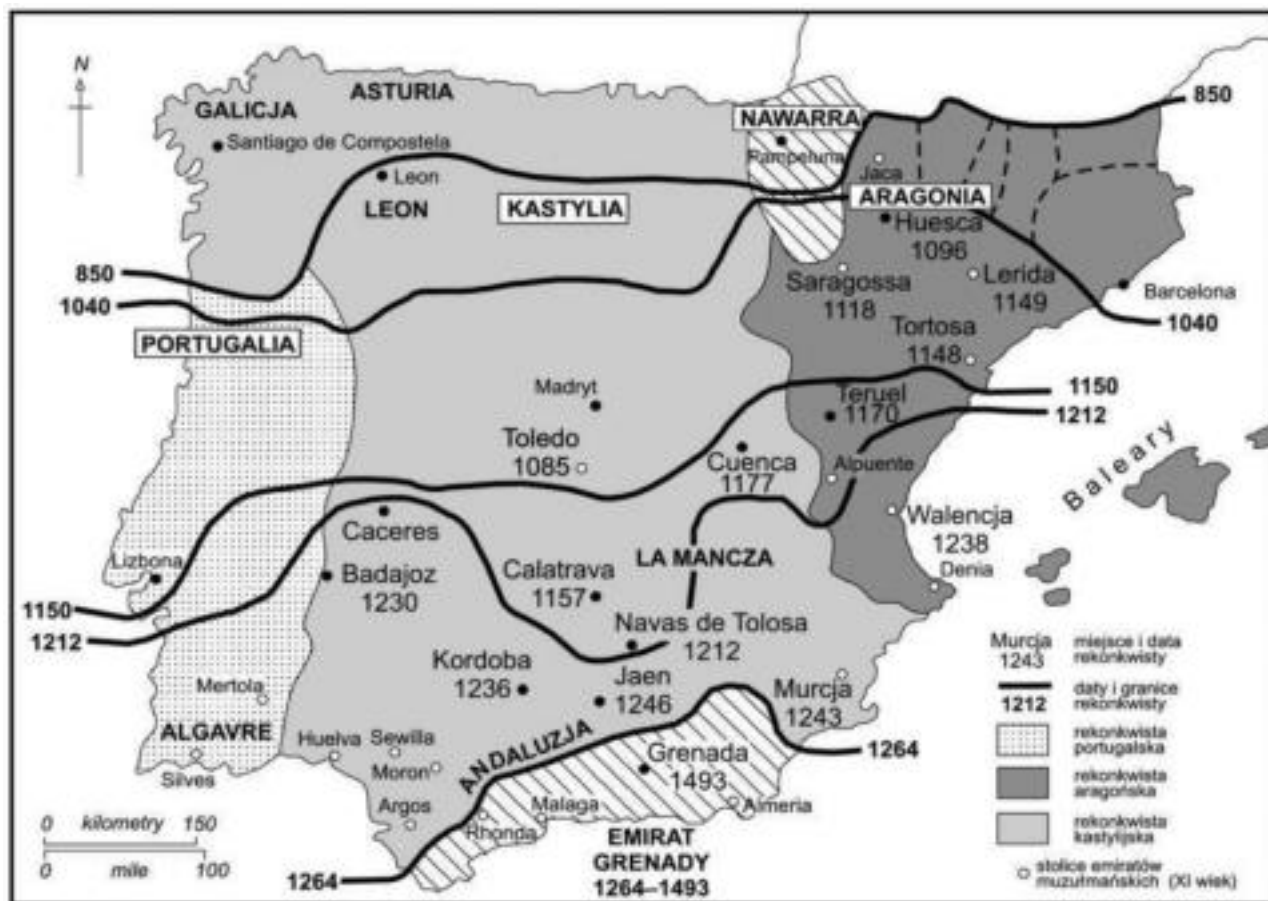 N
GALICJA
ASTURIA
Santiago de Compostela
Leon
LEON
KASTYLIA
NAWARRA
Pampeluna
850
Jaca
ARAGONIA
Huesca
1096
850
1040
Saragossa
1118
Lerida
1149
Barcelona
1040
PORTUGALIA
Tortosa
1148
Madryt
Teruel
1170
1150
1212
Toledo
1085
Cuenca
1177
Alpuente
Baleary
Caceres
Walencja
1238
Lizbona
LA MANCZA
Badajoz
1230
Calatrava
1157
Denia
1150
1212
Navas de Tolosa
1212
Kordoba
1236
Jaen
1246
Murcja
1243
Mertola
ALGAVRE
Huelva
Sewilla
Moron
ANDALUZJA
1264
Silves
Grenada
1493
Argos
Rhonda
Malaga
Almeria
EMIRAT
GRENADY
1264–1493
1264
0 kilometry 150
0 mile 100
Murcja
1243
miejsce i data
rekonkwisty
1212
daty i granice
rekonkwisty
rekonkwista
portugalska
rekonkwista
aragońska
rekonkwista
kastylijska
stolice emiratów
muzułmańskich (XI wiek)